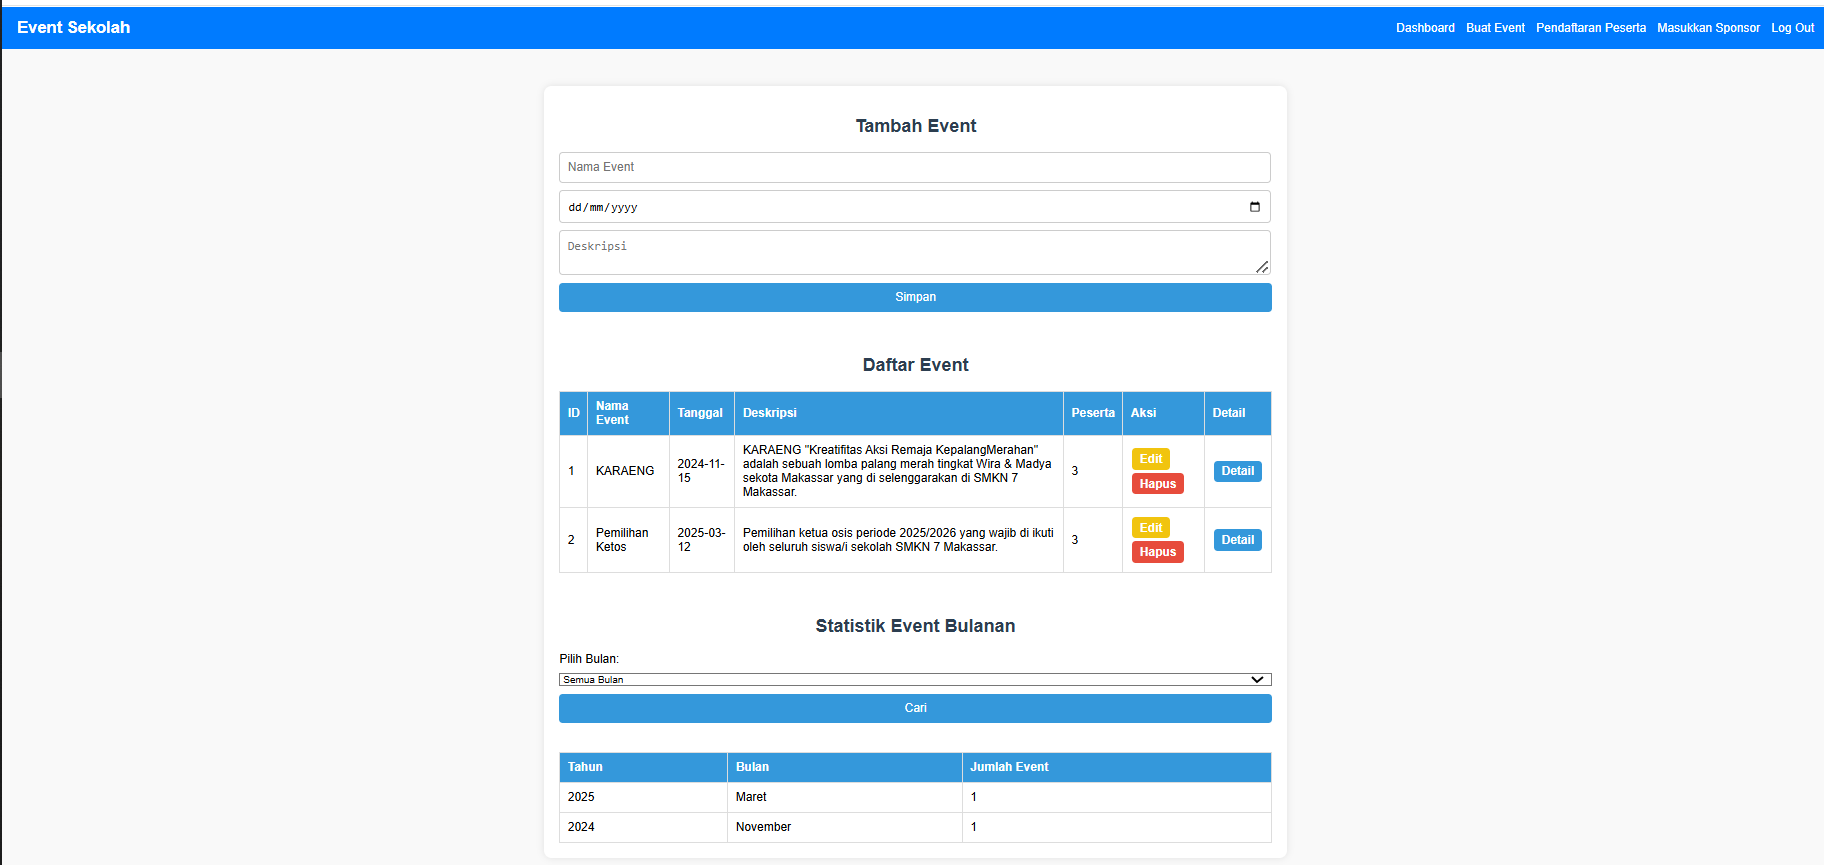 Event Sekolah
Dashboard Buat Event Pendaftaran Peserta Masukkan Sponsor Log Out
Tambah Event
Nama Event
dd/mm/yyyy
Deskripsi
Simpan
Daftar Event
ID Nama Event Tanggal Deskripsi Peserta Aksi Detail
1 KARAENG 2024-11-15 KARAENG "Kreatifitas Aksi Remaja KepalangMerahan"
adalah sebuah lomba palang merah tingkat Wira & Madya
sekota Makassar yang di selenggarakan di SMKN 7
Makassar.
3 Edit Hapus Detail
2 Pemilihan Ketos 2025-03-12 Pemilihan ketua osis periode 2025/2026 yang wajib di ikuti
oleh seluruh siswa/i sekolah SMKN 7 Makassar.
3 Edit Hapus Detail
Statistik Event Bulanan
Pilih Bulan:
Semua Bulan
Cari
Tahun Bulan Jumlah Event
2025 Maret 1
2024 November 1